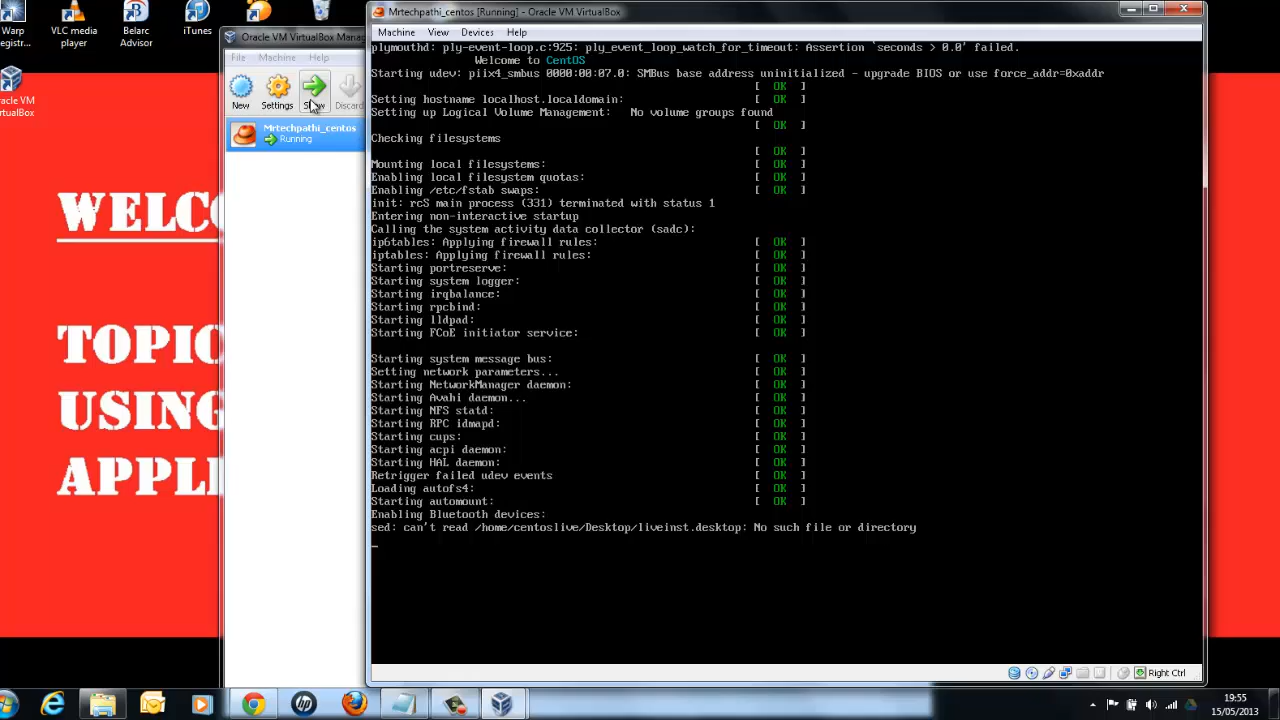 Mrtechpathi_centos [Running] - Oracle VM VirtualBox
Machine View Devices Help
plymouthd: ply-event-loop.c:925: ply_event_loop_watch_for_timeout: Assertion `seconds > 0.0' failed.
Welcome to CentOS
Starting udev: piix4_smbus 0000:00:07.0: SMBus base address uninitialized - upgrade BIOS or use force_addr=0xaddr
[ OK ]
Setting hostname localhost.localdomain: [ OK ]
Setting up Logical Volume Management: No volume groups found
[ OK ]
Checking filesystems
[ OK ]
Mounting local filesystems: [ OK ]
Enabling local filesystem quotas: [ OK ]
Enabling /etc/fstab swaps: [ OK ]
init: rcS main process (331) terminated with status 1
Entering non-interactive startup
Calling the system activity data collector (sadc):
ip6tables: Applying firewall rules: [ OK ]
iptables: Applying firewall rules: [ OK ]
Starting portreserve: [ OK ]
Starting system logger: [ OK ]
Starting irqbalance: [ OK ]
Starting rpcbind: [ OK ]
Starting lldpad: [ OK ]
Starting FCoE initiator service: [ OK ]
Starting system message bus: [ OK ]
Setting network parameters... [ OK ]
Starting NetworkManager daemon: [ OK ]
Starting Avahi daemon... [ OK ]
Starting NFS statd: [ OK ]
Starting RPC idmapd: [ OK ]
Starting cups: [ OK ]
Starting acpi daemon: [ OK ]
Starting HAL daemon: [ OK ]
Retrigger failed udev events [ OK ]
Loading autofs4: [ OK ]
Starting automount: [ OK ]
Enabling Bluetooth devices:
sed: can't read /home/centoslive/Desktop/liveinst.desktop: No such file or directory
Right Ctrl
Warp
registr...
VLC media
player
Belarc
Advisor
iTunes
Oracle VM VirtualBox Manag
File Machine Help
New Settings Show Discard
Mrtechpathi_centos
Running
racle VM
irtualBox
WELCO
TOPIC
USING
APPL
19:55
15/05/2013